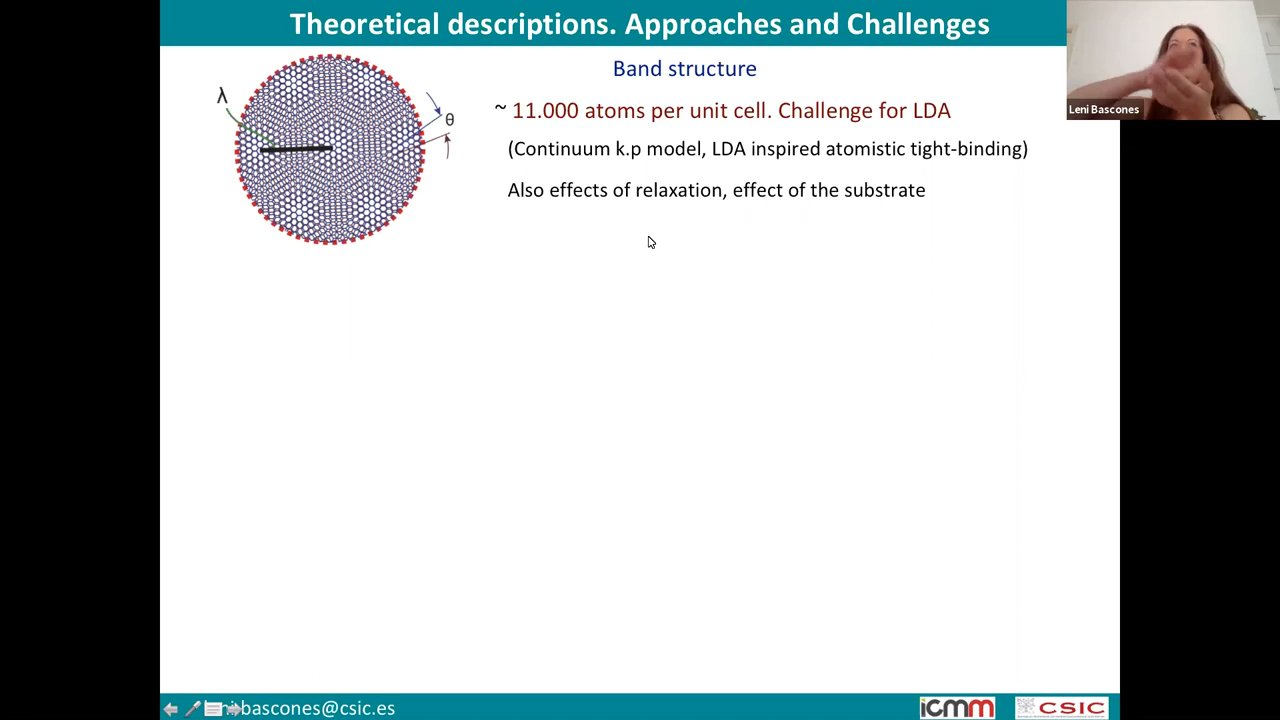 Theoretical descriptions. Approaches and Challenges
Leni Bascones
Band structure
λ
θ
~ 11.000 atoms per unit cell. Challenge for LDA
(Continuum k.p model, LDA inspired atomistic tight-binding)
Also effects of relaxation, effect of the substrate
bascones@csic.es
icmm
CSIC